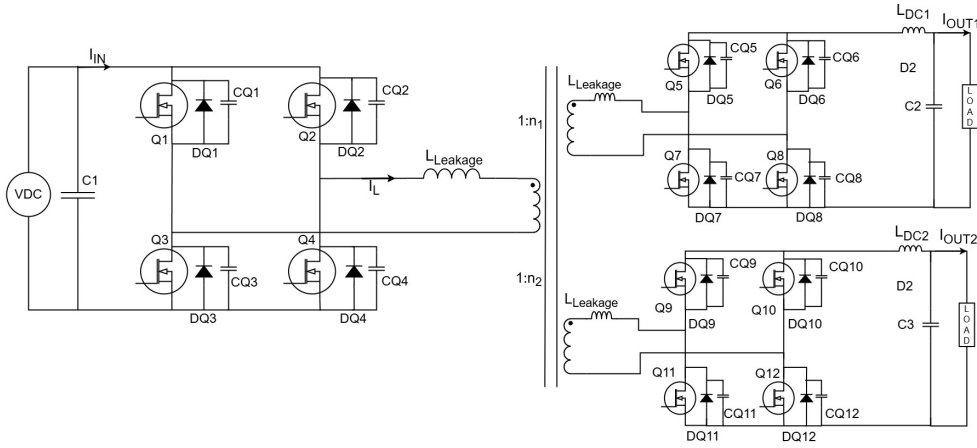 I_IN
VDC
C1
Q1
DQ1
CQ1
Q2
DQ2
CQ2
L_Leakage
I_L
Q3
DQ3
CQ3
Q4
DQ4
CQ4
1:n_1
1:n_2
L_Leakage
Q5
DQ5
CQ5
Q6
DQ6
CQ6
L_DC1
I_OUT1
D2
C2
LOAD
Q7
DQ7
CQ7
Q8
DQ8
CQ8
L_Leakage
Q9
DQ9
CQ9
Q10
DQ10
CQ10
L_DC2
I_OUT2
D2
C3
LOAD
Q11
DQ11
CQ11
Q12
DQ12
CQ12